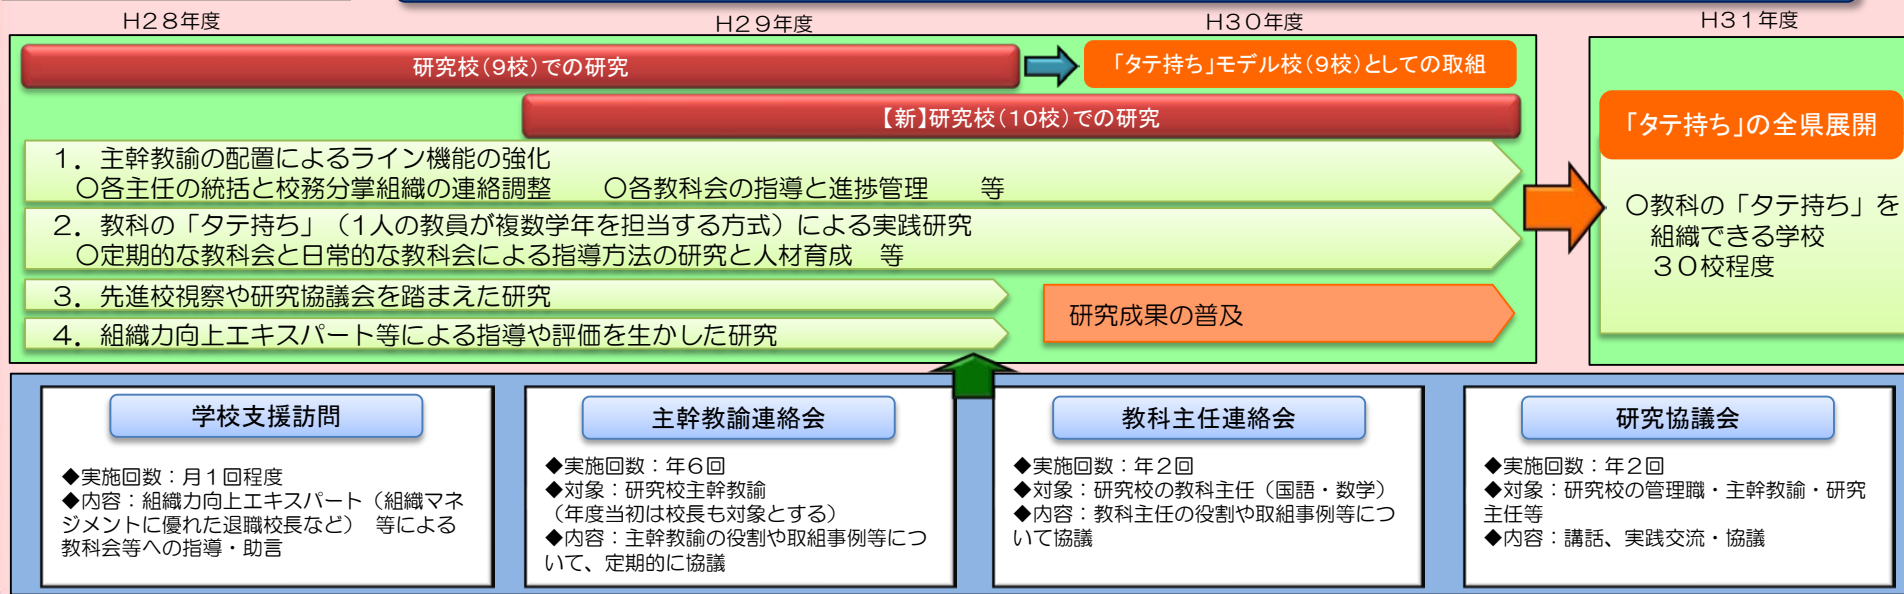 H28年度
H29年度
H30年度
H31年度
研究校(9校)での研究
「タテ持ち」モデル校(9校)としての取組
【新】研究校(10校)での研究
1．主幹教諭の配置によるライン機能の強化
○各主任の統括と校務分掌組織の連絡調整　　○各教科会の指導と進捗管理　　等
2．教科の「タテ持ち」（1人の教員が複数学年を担当する方式）による実践研究
○定期的な教科会と日常的な教科会による指導方法の研究と人材育成　等
3．先進校視察や研究協議会を踏まえた研究
4．組織力向上エキスパート等による指導や評価を生かした研究
研究成果の普及
「タテ持ち」の全県展開
○教科の「タテ持ち」を
組織できる学校
30校程度
学校支援訪問
◆実施回数：月1回程度
◆内容：組織力向上エキスパート（組織マネ
ジメントに優れた退職校長など）　等による
教科会等への指導・助言
主幹教諭連絡会
◆実施回数：年6回
◆対象：研究校主幹教諭
（年度当初は校長も対象とする）
◆内容：主幹教諭の役割や取組事例等につ
いて、定期的に協議
教科主任連絡会
◆実施回数：年2回
◆対象：研究校の教科主任（国語・数学）
◆内容：教科主任の役割や取組事例等につ
いて協議
研究協議会
◆実施回数：年2回
◆対象：研究校の管理職・主幹教諭・研究
主任等
◆内容：講話、実践交流・協議